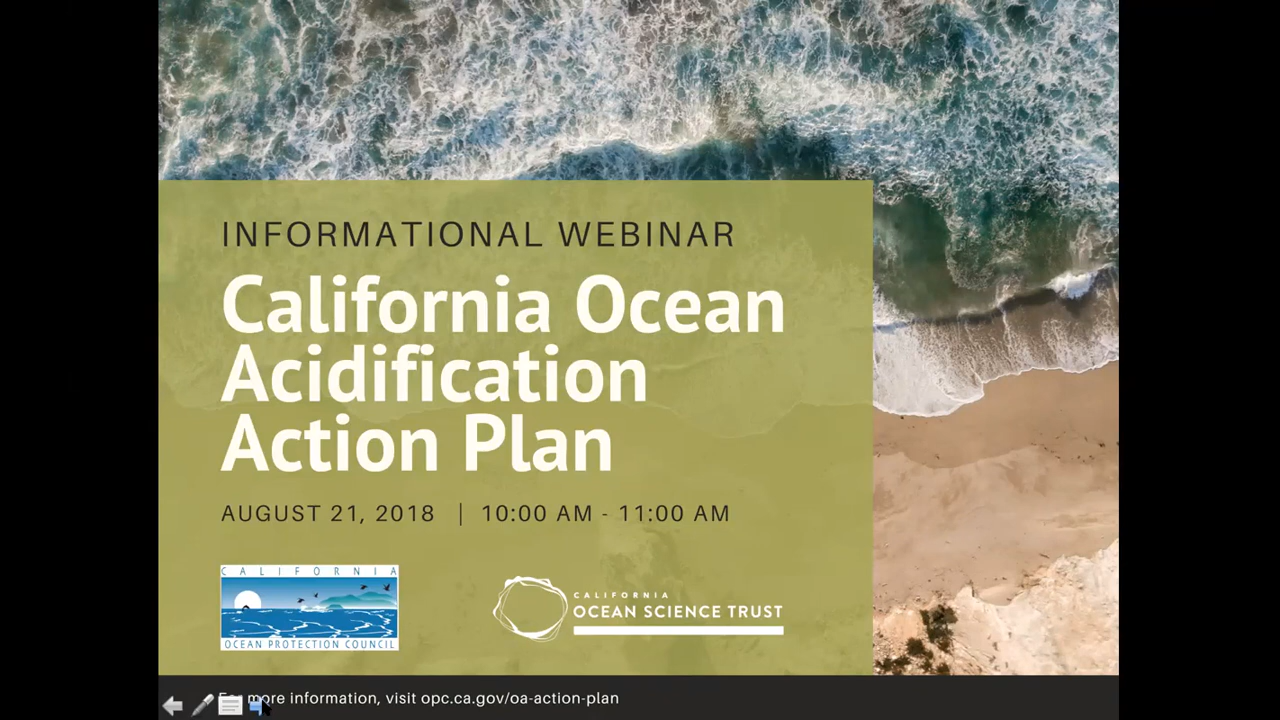 INFORMATIONAL WEBINAR
California Ocean
Acidification
Action Plan
AUGUST 21, 2018 | 10:00 AM - 11:00 AM
CALIFORNIA
OCEAN PROTECTION COUNCIL
CALIFORNIA
OCEAN SCIENCE TRUST
For more information, visit opc.ca.gov/oa-action-plan